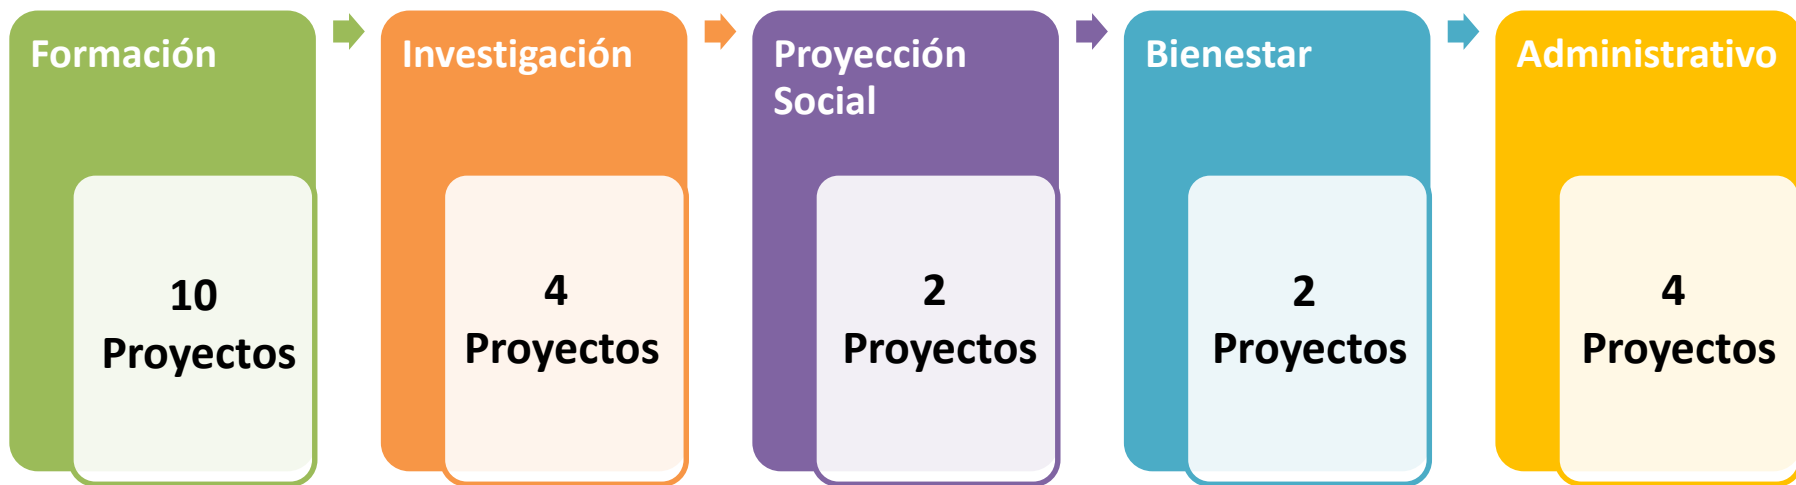 Formación
10
Proyectos
Investigación
4
Proyectos
Proyección
Social
2
Proyectos
Bienestar
2
Proyectos
Administrativo
4
Proyectos